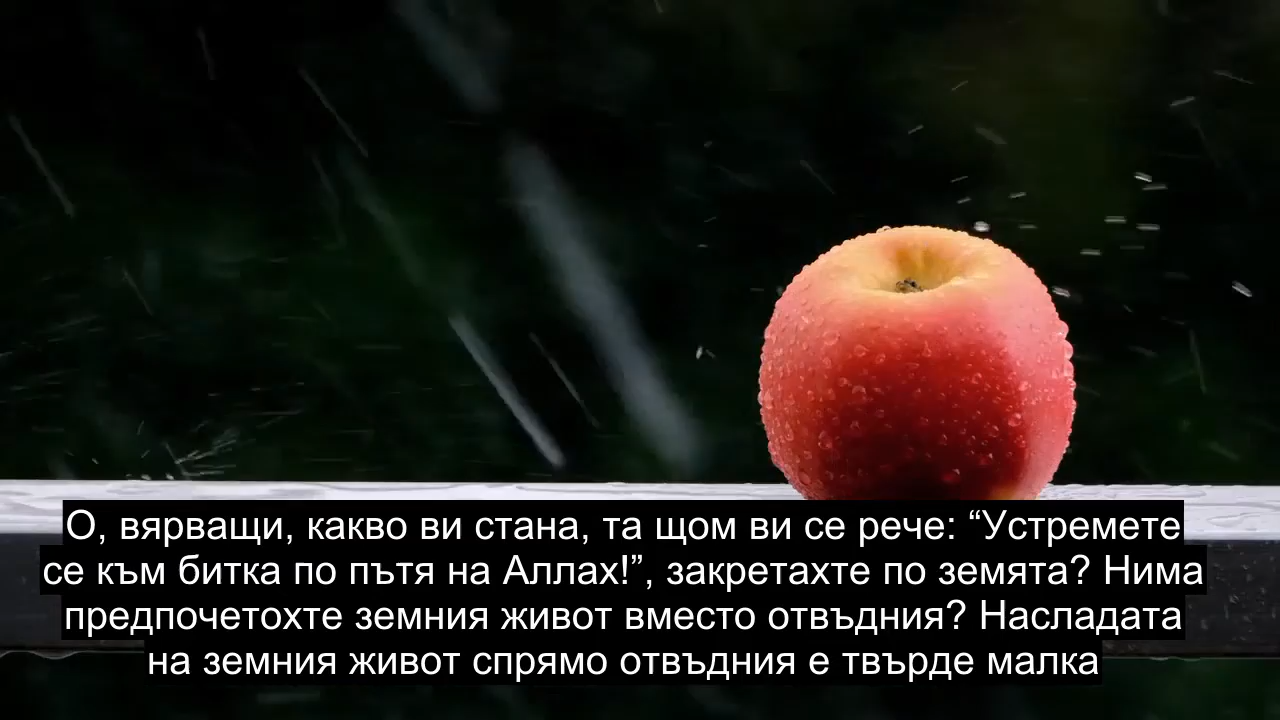 О, вярващи, какво ви стана, та щом ви се рече: “Устремете
се към битка по пътя на Аллах!”, закретахте по земята? Нима
предпочетохте земния живот вместо отвъдния? Насладата
на земния живот спрямо отвъдния е твърде малка